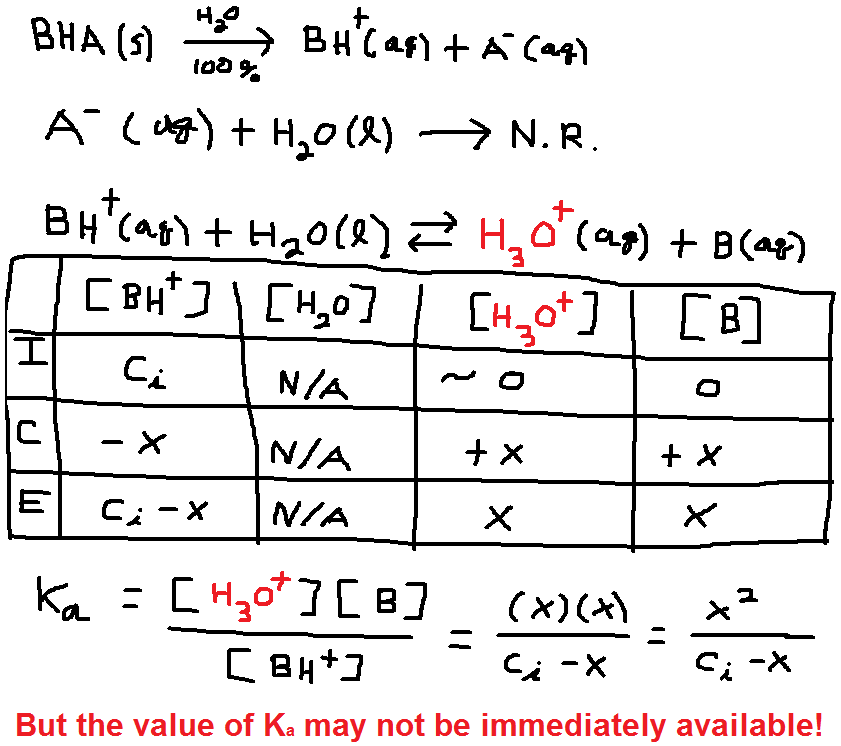 BHA(s) H₂O → 100% BH⁺(aq) + A⁻(aq)
A⁻(aq) + H₂O(l) → N.R.
BH⁺(aq) + H₂O(l) ⇄ H₃O⁺(aq) + B(aq)
[BH⁺] [H₂O] [H₃O⁺] [B]
I Cᵢ N/A ~0 0
C -x N/A +x +x
E Cᵢ-x N/A x x
Kₐ = [H₃O⁺][B] / [BH⁺] = (x)(x) / Cᵢ-x = x² / Cᵢ-x
But the value of Kₐ may not be immediately available!